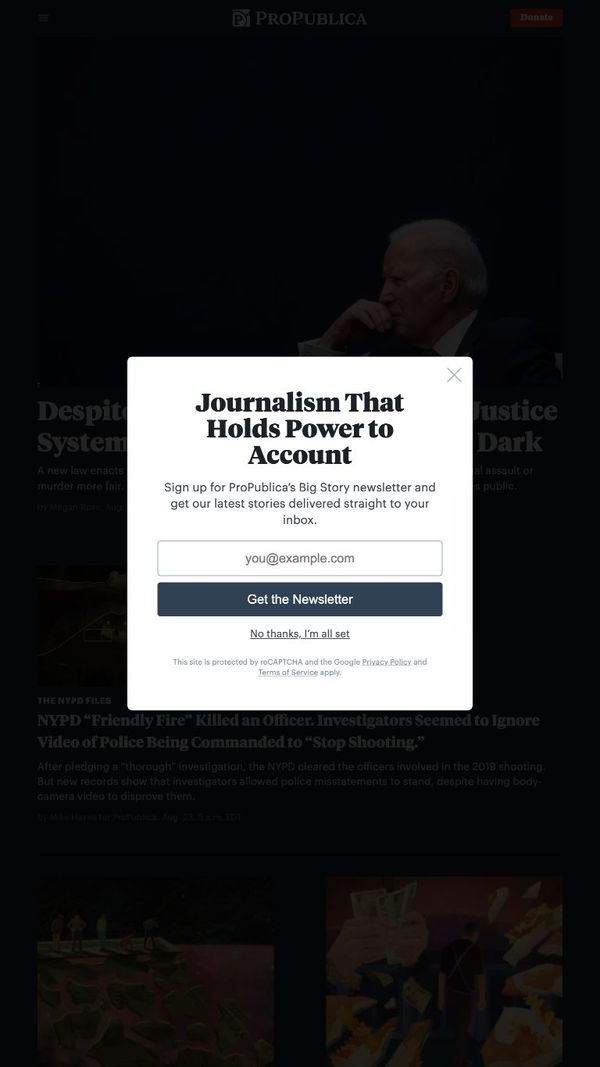 ProPublica
Donate
Journalism That
Holds Power to
Account
Sign up for ProPublica's Big Story newsletter and
get our latest stories delivered straight to your
inbox.
you@example.com
Get the Newsletter
No thanks, I'm all set
This site is protected by reCAPTCHA and the Google Privacy Policy and
Terms of Service apply.
Despite Justice
System Dark
A new law enacts al assault or
murder more fair. s public.
by Megan Rose, Aug.
THE NYPD FILES
NYPD “Friendly Fire” Killed an Officer. Investigators Seemed to Ignore
Video of Police Being Commanded to “Stop Shooting.”
After pledging a “thorough” investigation, the NYPD cleared the officers involved in the 2019 shooting.
But new records show that investigators allowed police misstatements to stand, despite having body-
camera video to disprove them.
by Mike Hayes for ProPublica, Aug. 23, 5 a.m. EDT